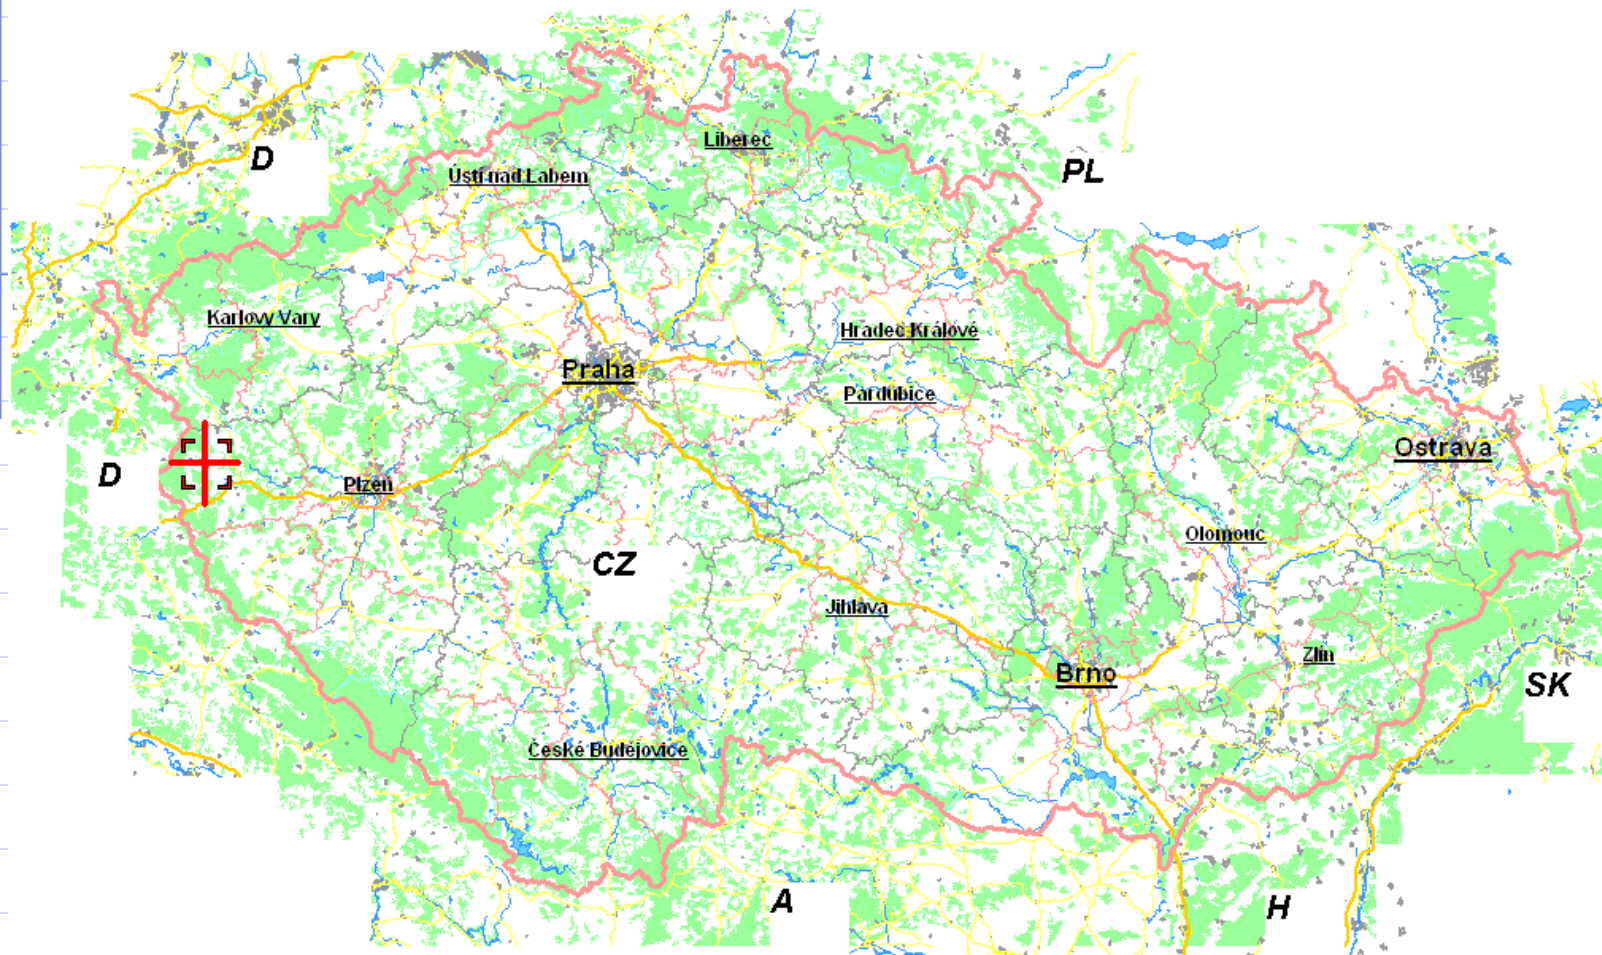 D
Liberec
PL
Ústí nad Labem
Karlovy Vary
Hradec Králové
Praha
Pardubice
Ostrava
D
Plzeň
Olomouc
CZ
Jihlava
Zlín
Brno
SK
České Budějovice
A
H